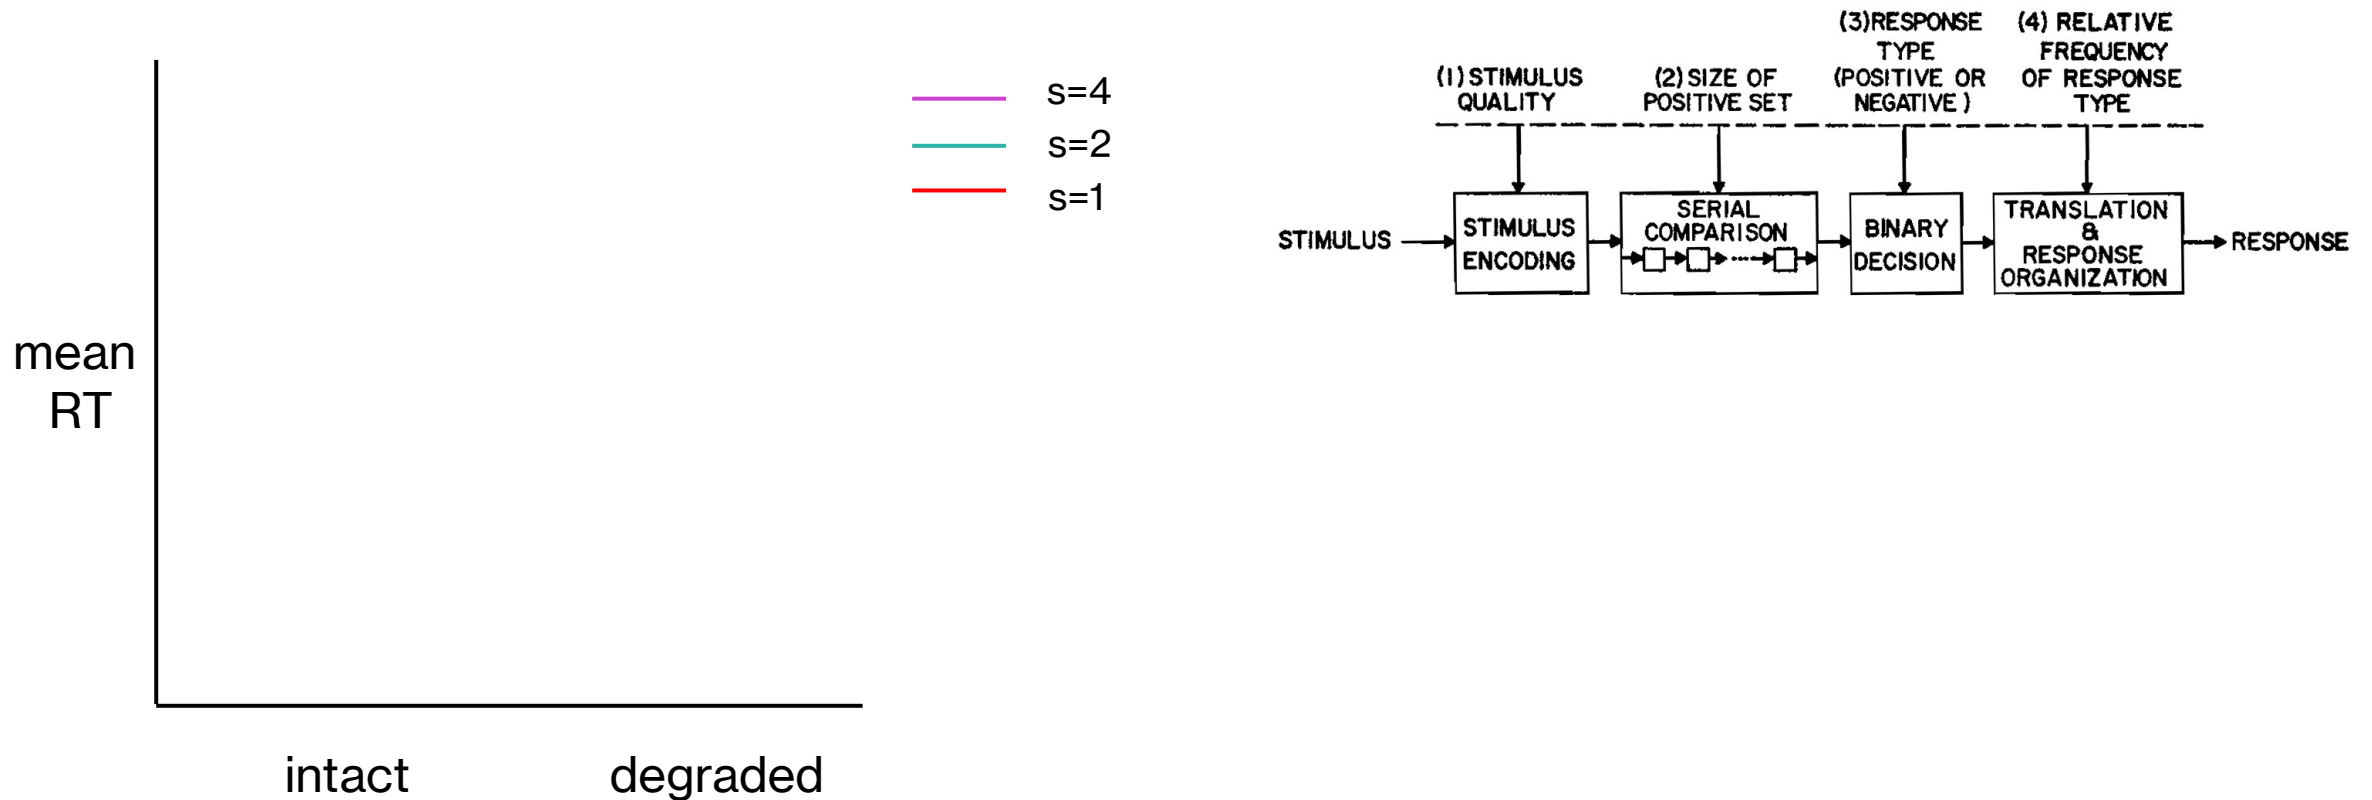 mean
RT
intact
degraded
s=4
s=2
s=1
(1) STIMULUS
QUALITY
(2) SIZE OF
POSITIVE SET
(3)RESPONSE
TYPE
(POSITIVE OR
NEGATIVE)
(4) RELATIVE
FREQUENCY
OF RESPONSE
TYPE
STIMULUS
STIMULUS
ENCODING
SERIAL
COMPARISON
BINARY
DECISION
TRANSLATION
&
RESPONSE
ORGANIZATION
RESPONSE